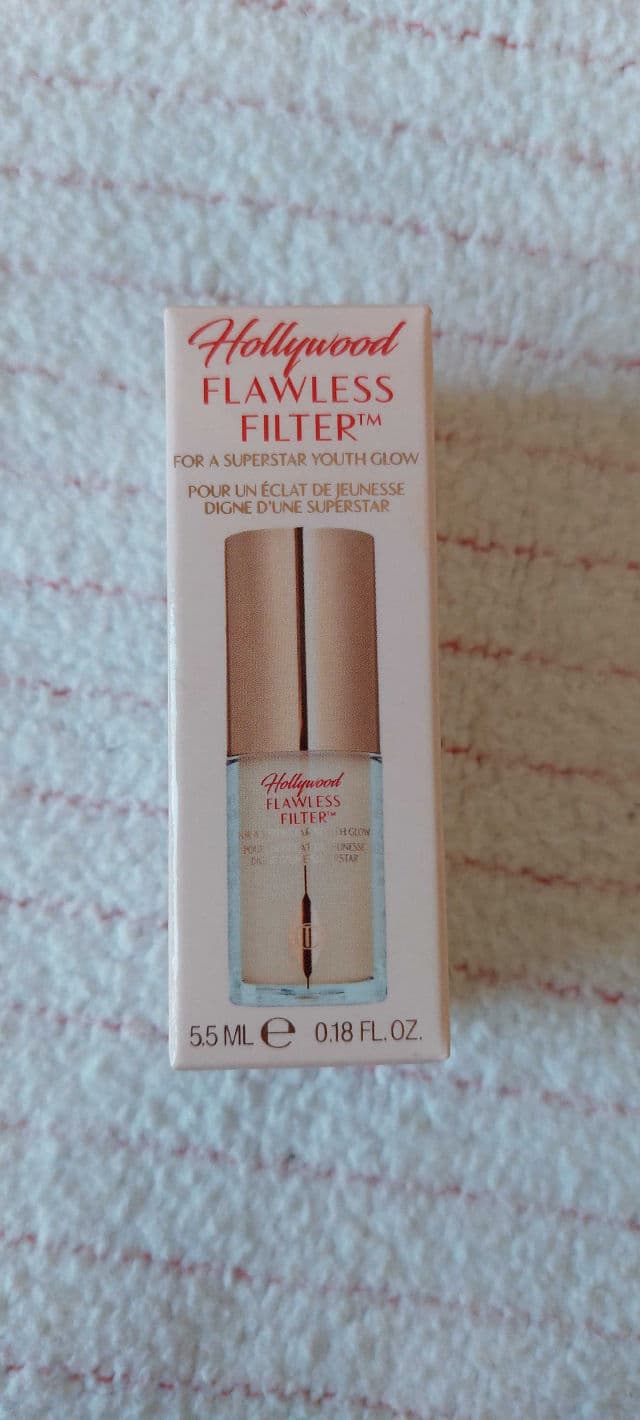 Hollywood
FLAWLESS
FILTER™
FOR A SUPERSTAR YOUTH GLOW
POUR UN ÉCLAT DE JEUNESSE
DIGNE D'UNE SUPERSTAR
Hollywood
FLAWLESS
FILTER™
GLOW
5.5 ML ℮ 0.18 FL.OZ.